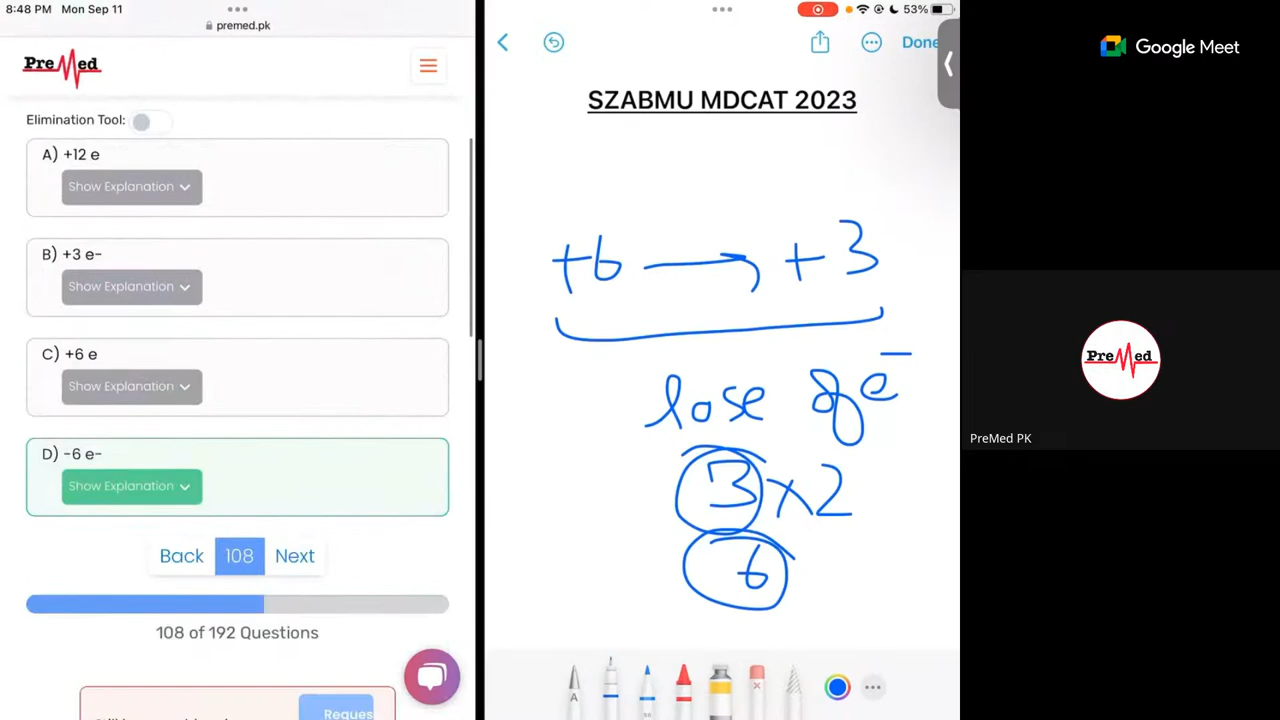 8:48 PM Mon Sep 11
premed.pk
PreMed
Elimination Tool:
A) +12 e
Show Explanation
B) +3 e-
Show Explanation
C) +6 e
Show Explanation
D) -6 e-
Show Explanation
Back 108 Next
108 of 192 Questions
Reques
53%
Done
SZABMU MDCAT 2023
+6 → +3
lose of e⁻
3 × 2
6
A
Google Meet
PreMed
PreMed PK